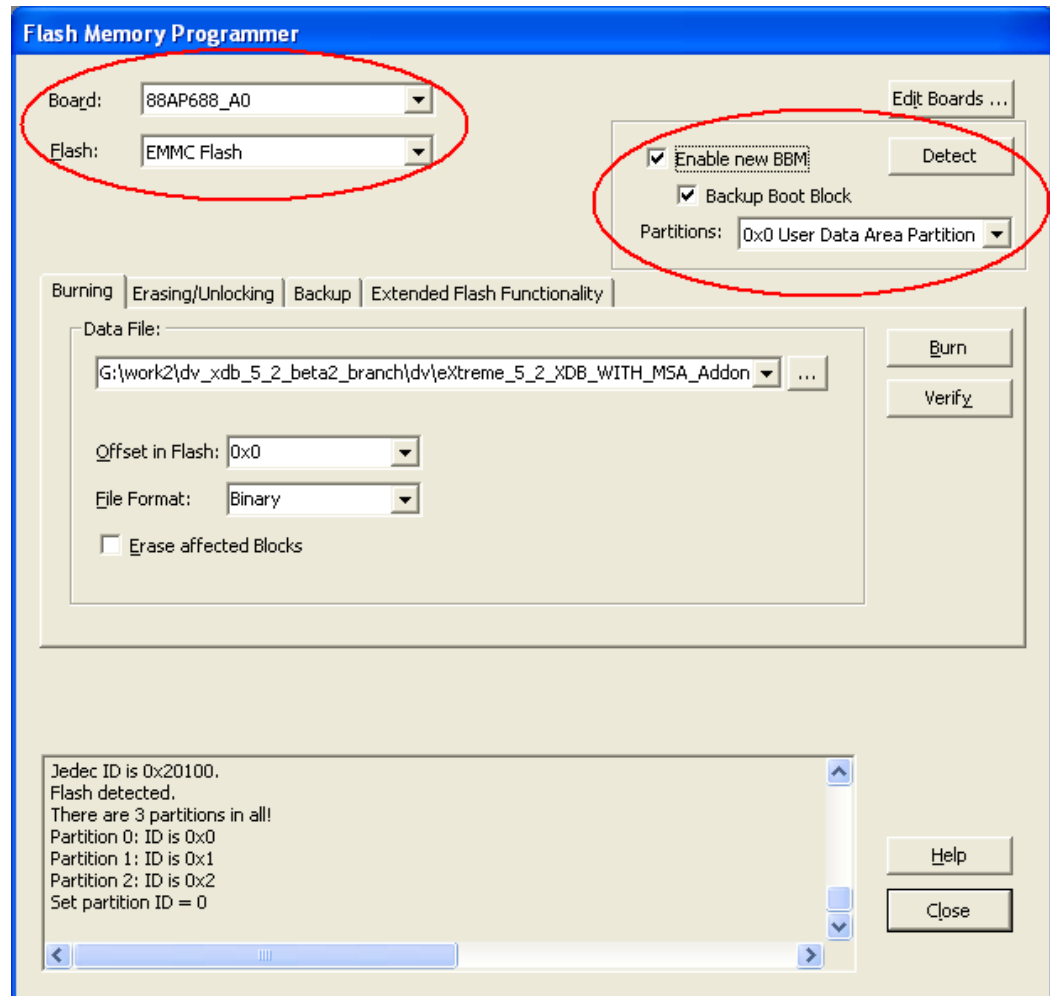 Flash Memory Programmer
Board:
88AP688_A0
Edit Boards ...
Flash:
EMMC Flash
Enable new BBM
Detect
Backup Boot Block
Partitions:
0x0 User Data Area Partition
Burning
Erasing/Unlocking
Backup
Extended Flash Functionality
Data File:
G:\work2\dv_xdb_5_2_beta2_branch\dv\eXtreme_5_2_XDB_WITH_MSA_Addon
...
Burn
Verify
Offset in Flash:
0x0
File Format:
Binary
Erase affected Blocks
Jedec ID is 0x20100.
Flash detected.
There are 3 partitions in all!
Partition 0: ID is 0x0
Partition 1: ID is 0x1
Partition 2: ID is 0x2
Set partition ID = 0
Help
Close